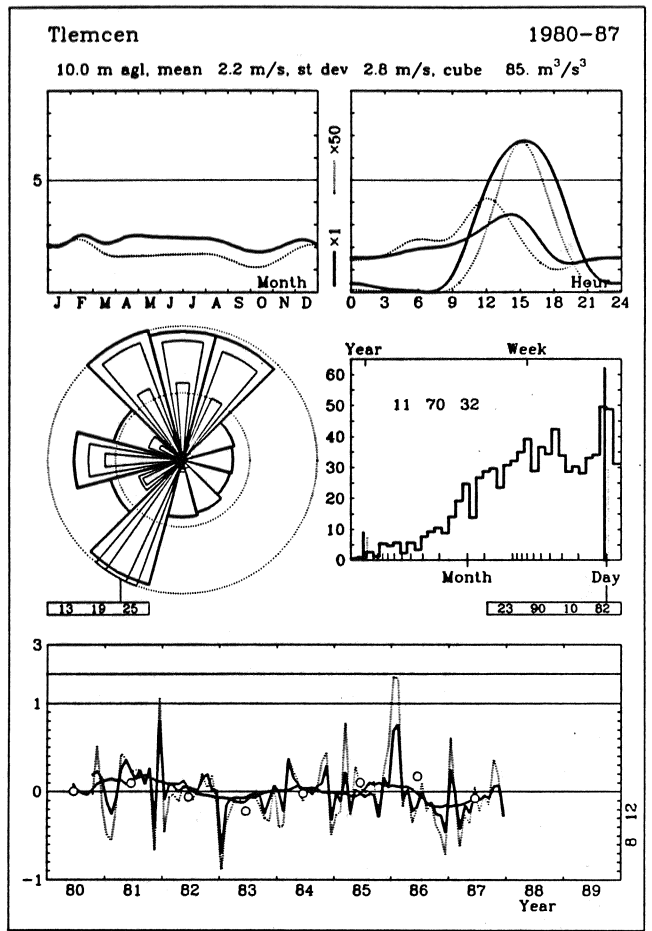 Tlemcen 1980-87
10.0 m agl, mean 2.2 m/s, st dev 2.8 m/s, cube 85. m³/s³
5
×1 ×50
Month
J F M A M J J A S O N D
Hour
0 3 6 9 12 15 18 21 24
13 19 25
Year Week
60
50
40
30
20
10
0
11 70 32
Month Day
23 90 10 82
3
1
0
-1
80 81 82 83 84 85 86 87 88 89
Year
8 12